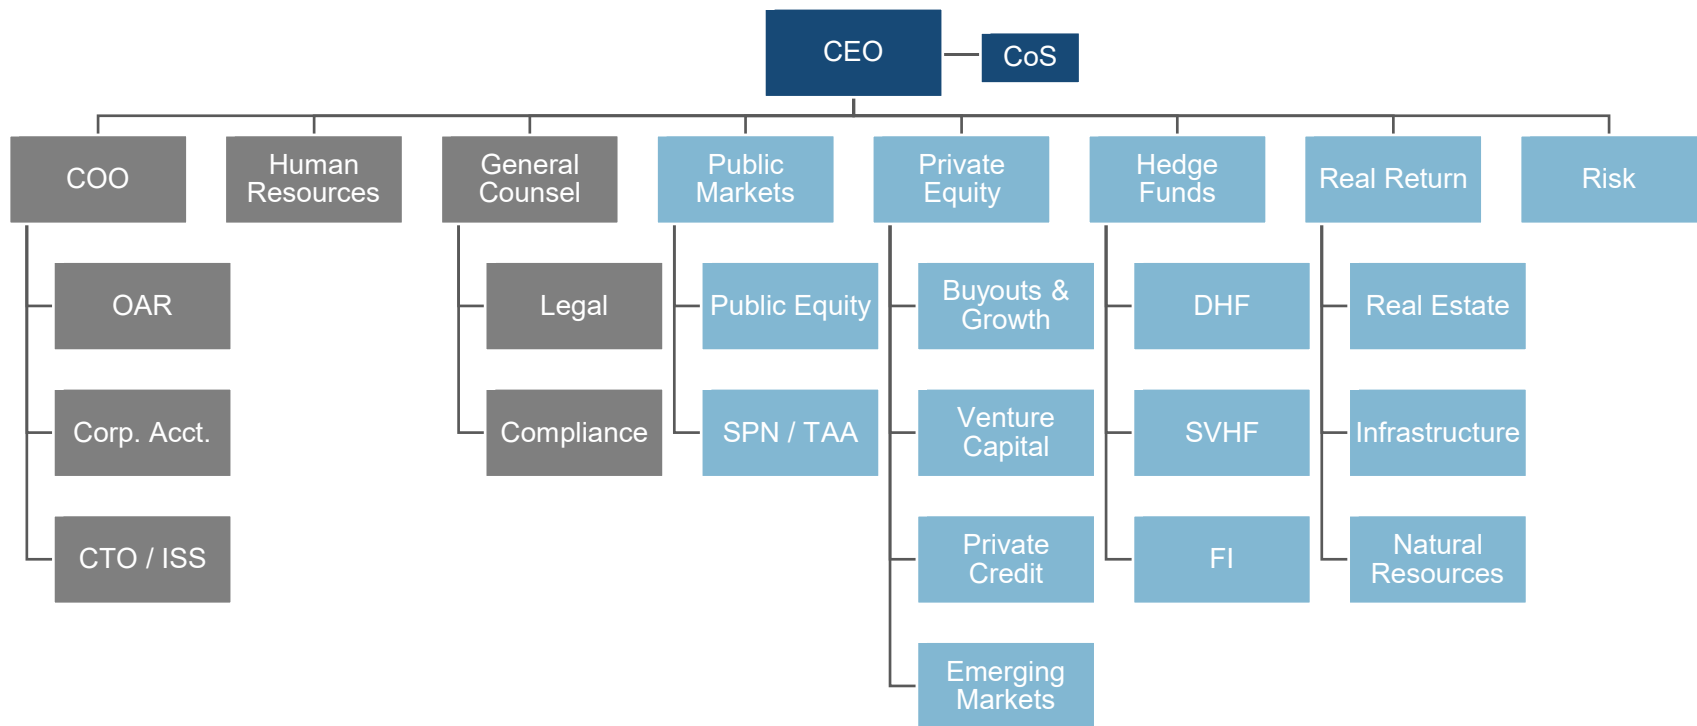 CEO
CoS
COO
Human
Resources
General
Counsel
Public
Markets
Private
Equity
Hedge
Funds
Real Return
Risk
OAR
Legal
Public Equity
Buyouts &
Growth
DHF
Real Estate
Corp. Acct.
Compliance
SPN / TAA
Venture
Capital
SVHF
Infrastructure
CTO / ISS
Private
Credit
FI
Natural
Resources
Emerging
Markets